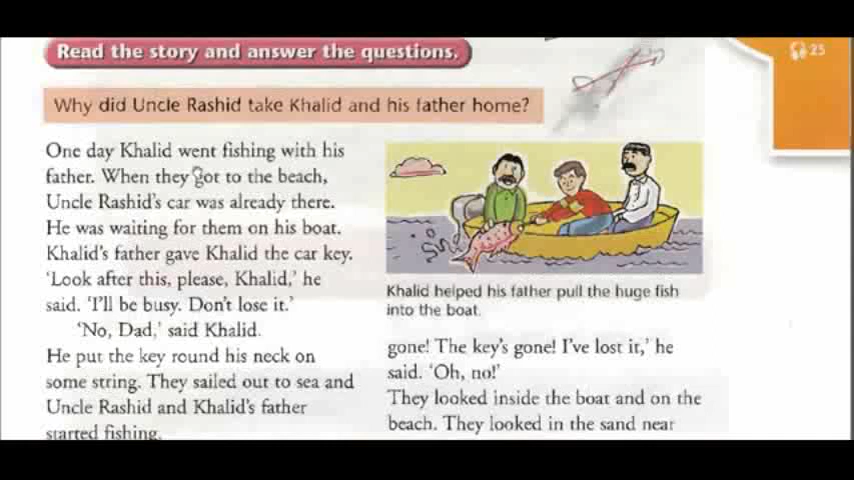 Read the story and answer the questions.
23
Why did Uncle Rashid take Khalid and his father home?
One day Khalid went fishing with his
father. When they got to the beach,
Uncle Rashid's car was already there.
He was waiting for them on his boat.
Khalid's father gave Khalid the car key.
'Look after this, please, Khalid,' he
said. 'I'll be busy. Don't lose it.'
'No, Dad,' said Khalid.
He put the key round his neck on
some string. They sailed out to sea and
Uncle Rashid and Khalid's father
started fishing.
Khalid helped his father pull the huge fish
into the boat.
gone! The key's gone! I've lost it,' he
said. 'Oh, no!'
They looked inside the boat and on the
beach. They looked in the sand near